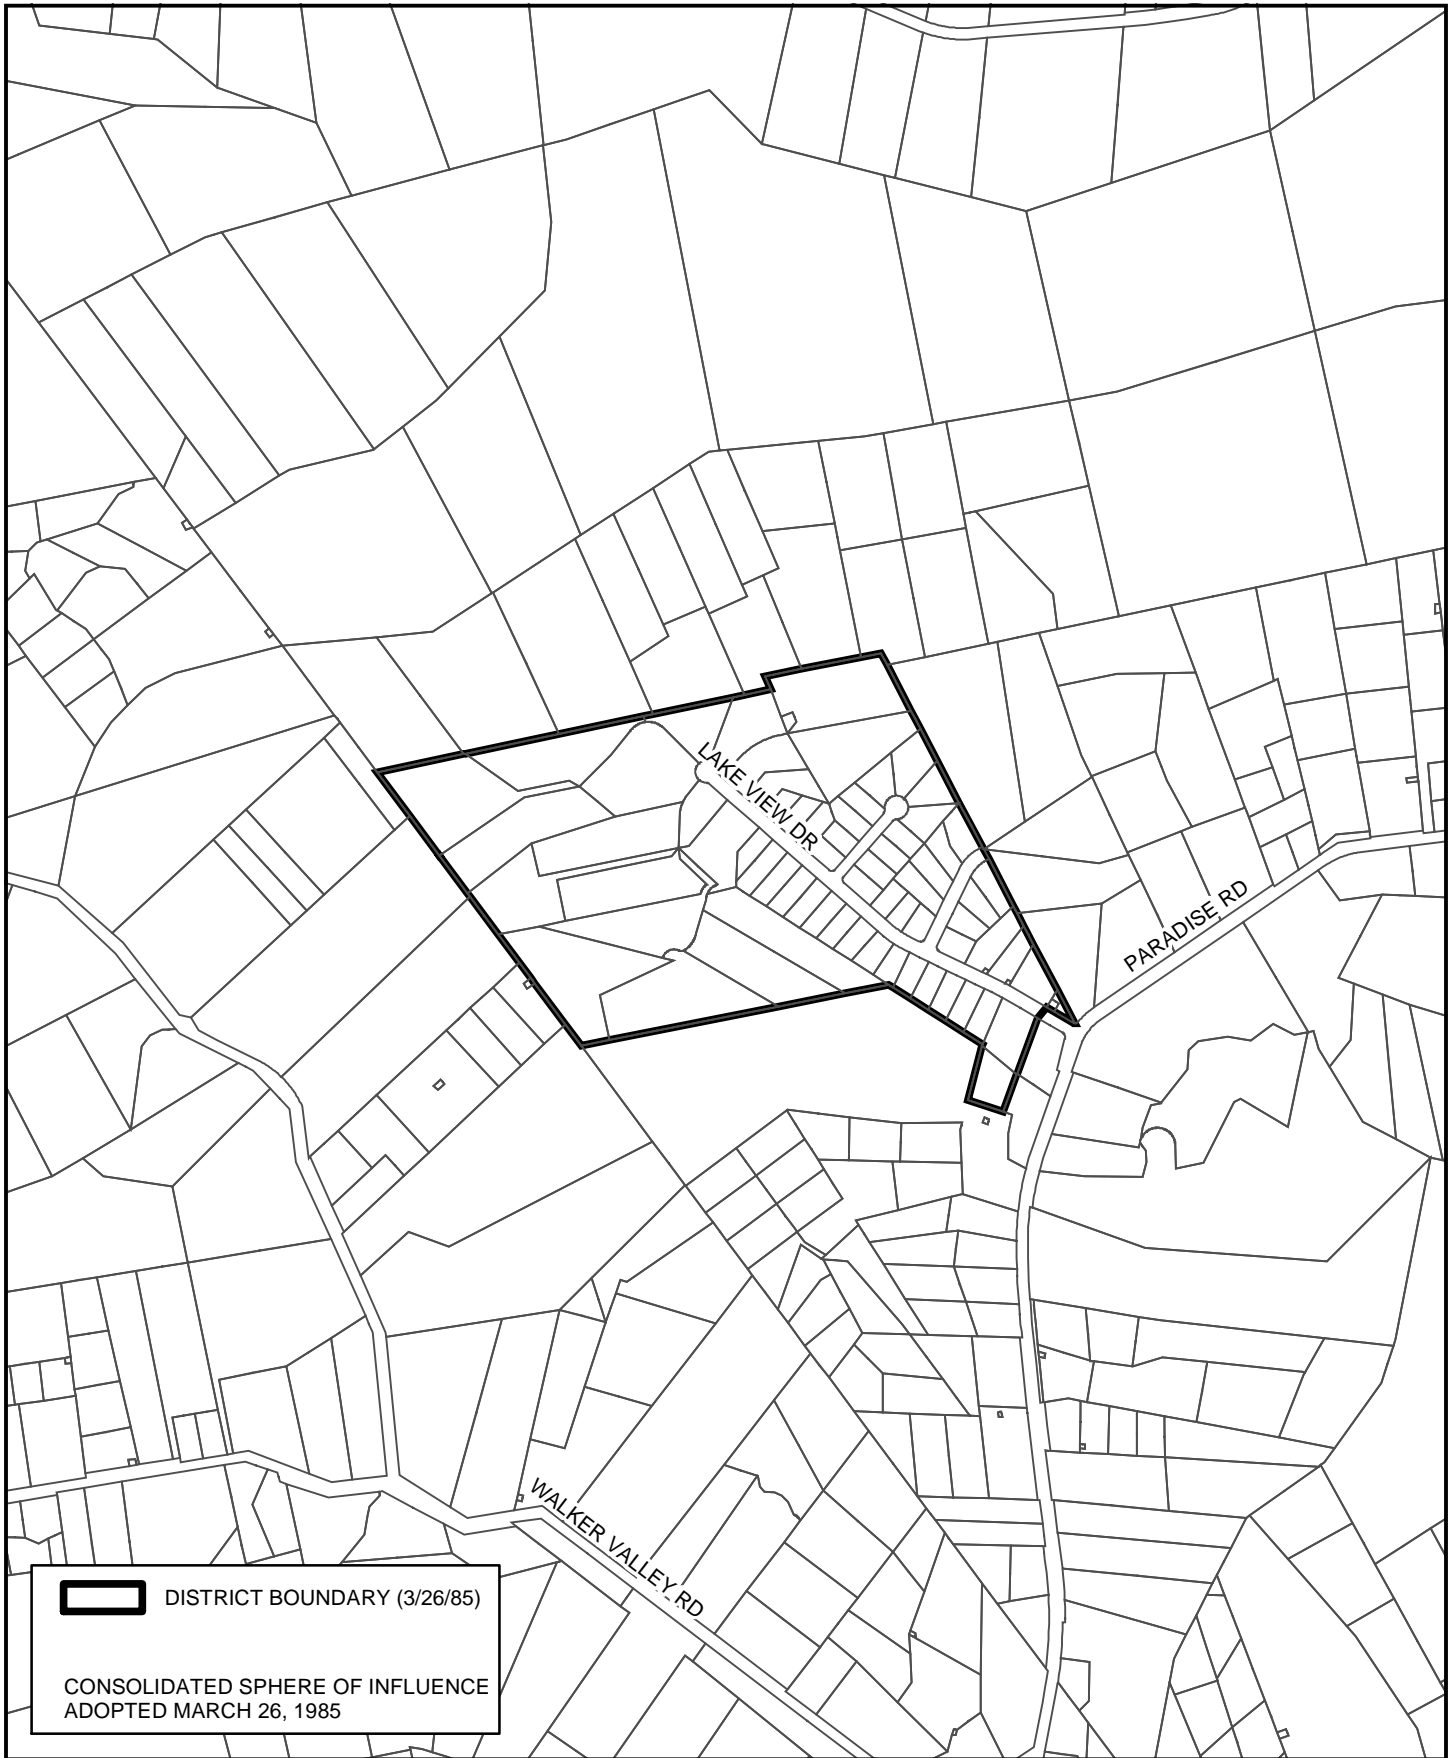 LAKE VIEW DR
PARADISE RD
WALKER VALLEY RD
DISTRICT BOUNDARY (3/26/85)
CONSOLIDATED SPHERE OF INFLUENCE
ADOPTED MARCH 26, 1985